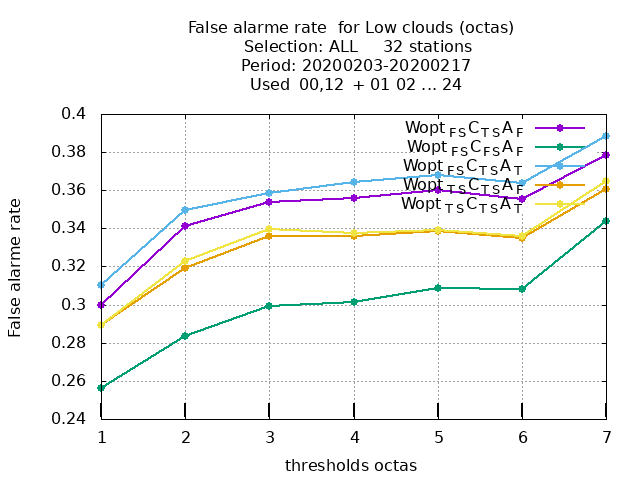 False alarme rate  for Low clouds (octas)
Selection: ALL     32 stations
Period: 20200203-20200217
Used  00,12  + 01 02 ... 24
False alarme rate
0.4
0.38
0.36
0.34
0.32
0.3
0.28
0.26
0.24
Wopt FS C TS A F
Wopt FS C FS A F
Wopt FS C TS A T
Wopt TS C TS A F
Wopt TS C TS A T
1 2 3 4 5 6 7
thresholds octas